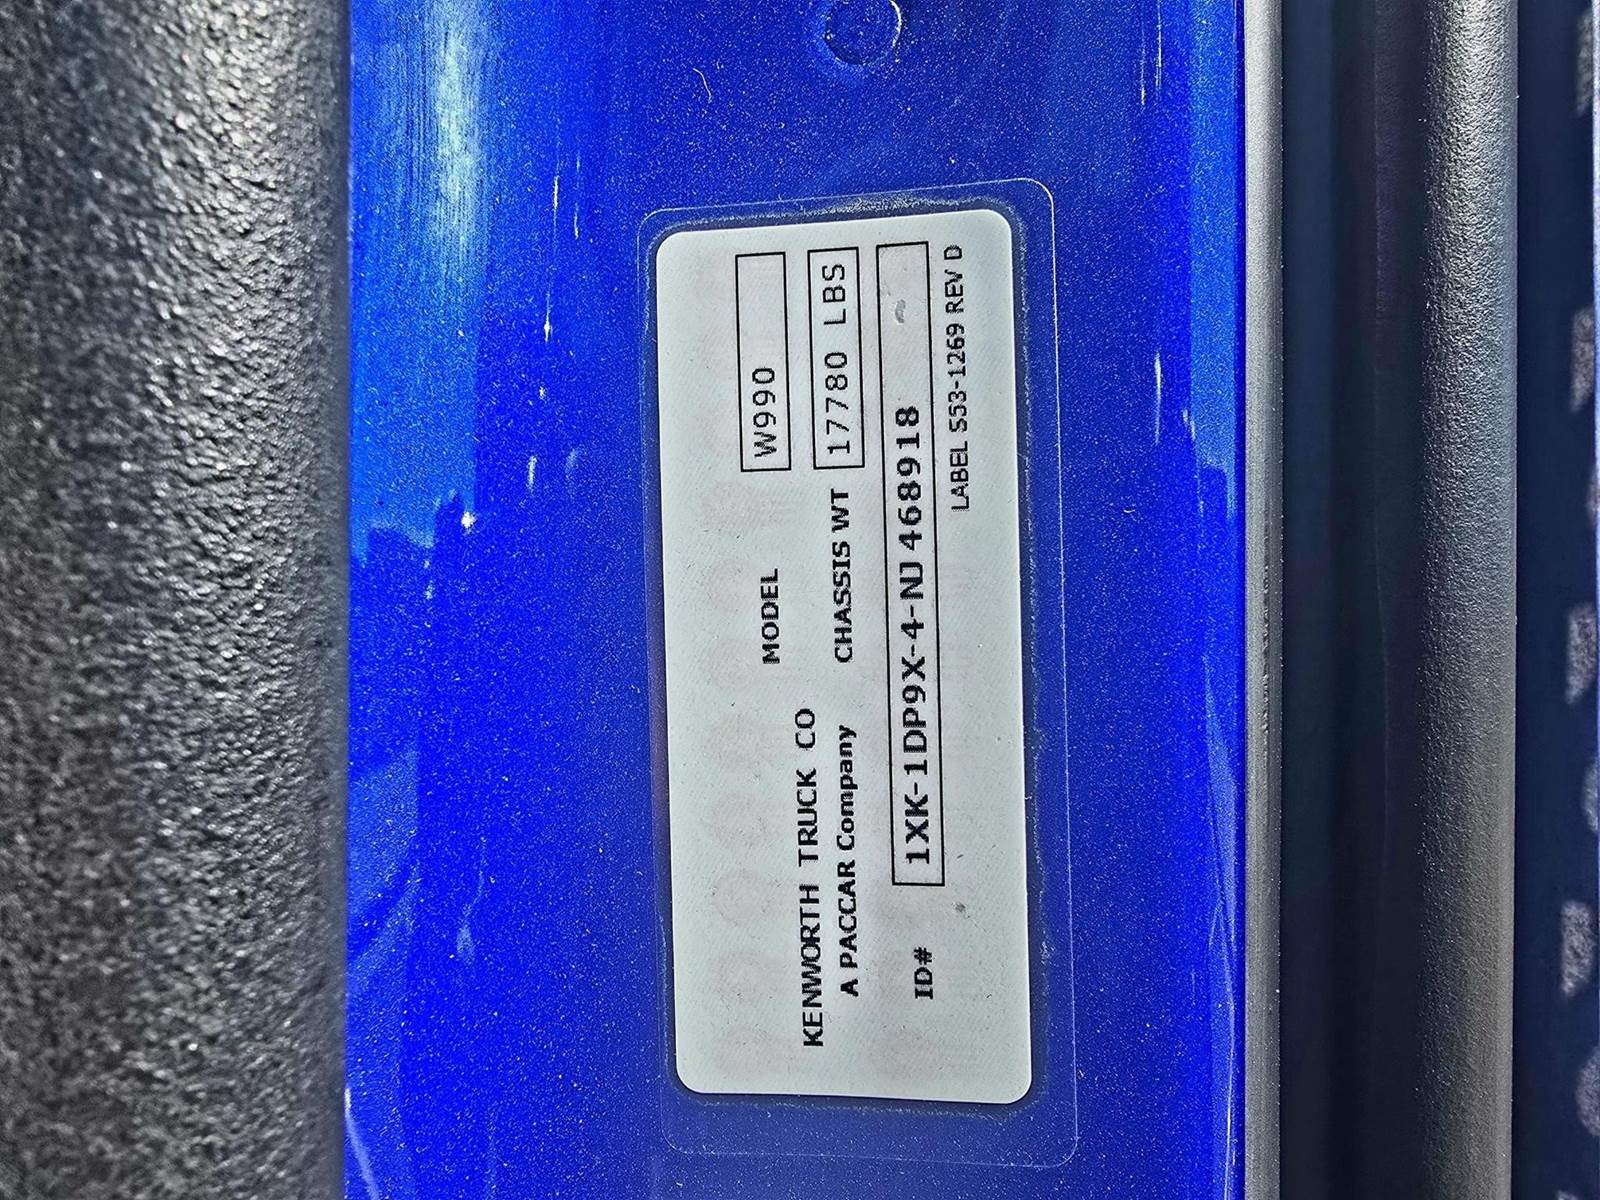 MODEL W990
KENWORTH TRUCK CO
A PACCAR Company CHASSIS WT 17780 LBS
ID# 1XK-1DP9X-4-NJ 468918
LABEL S53-1269 REV D